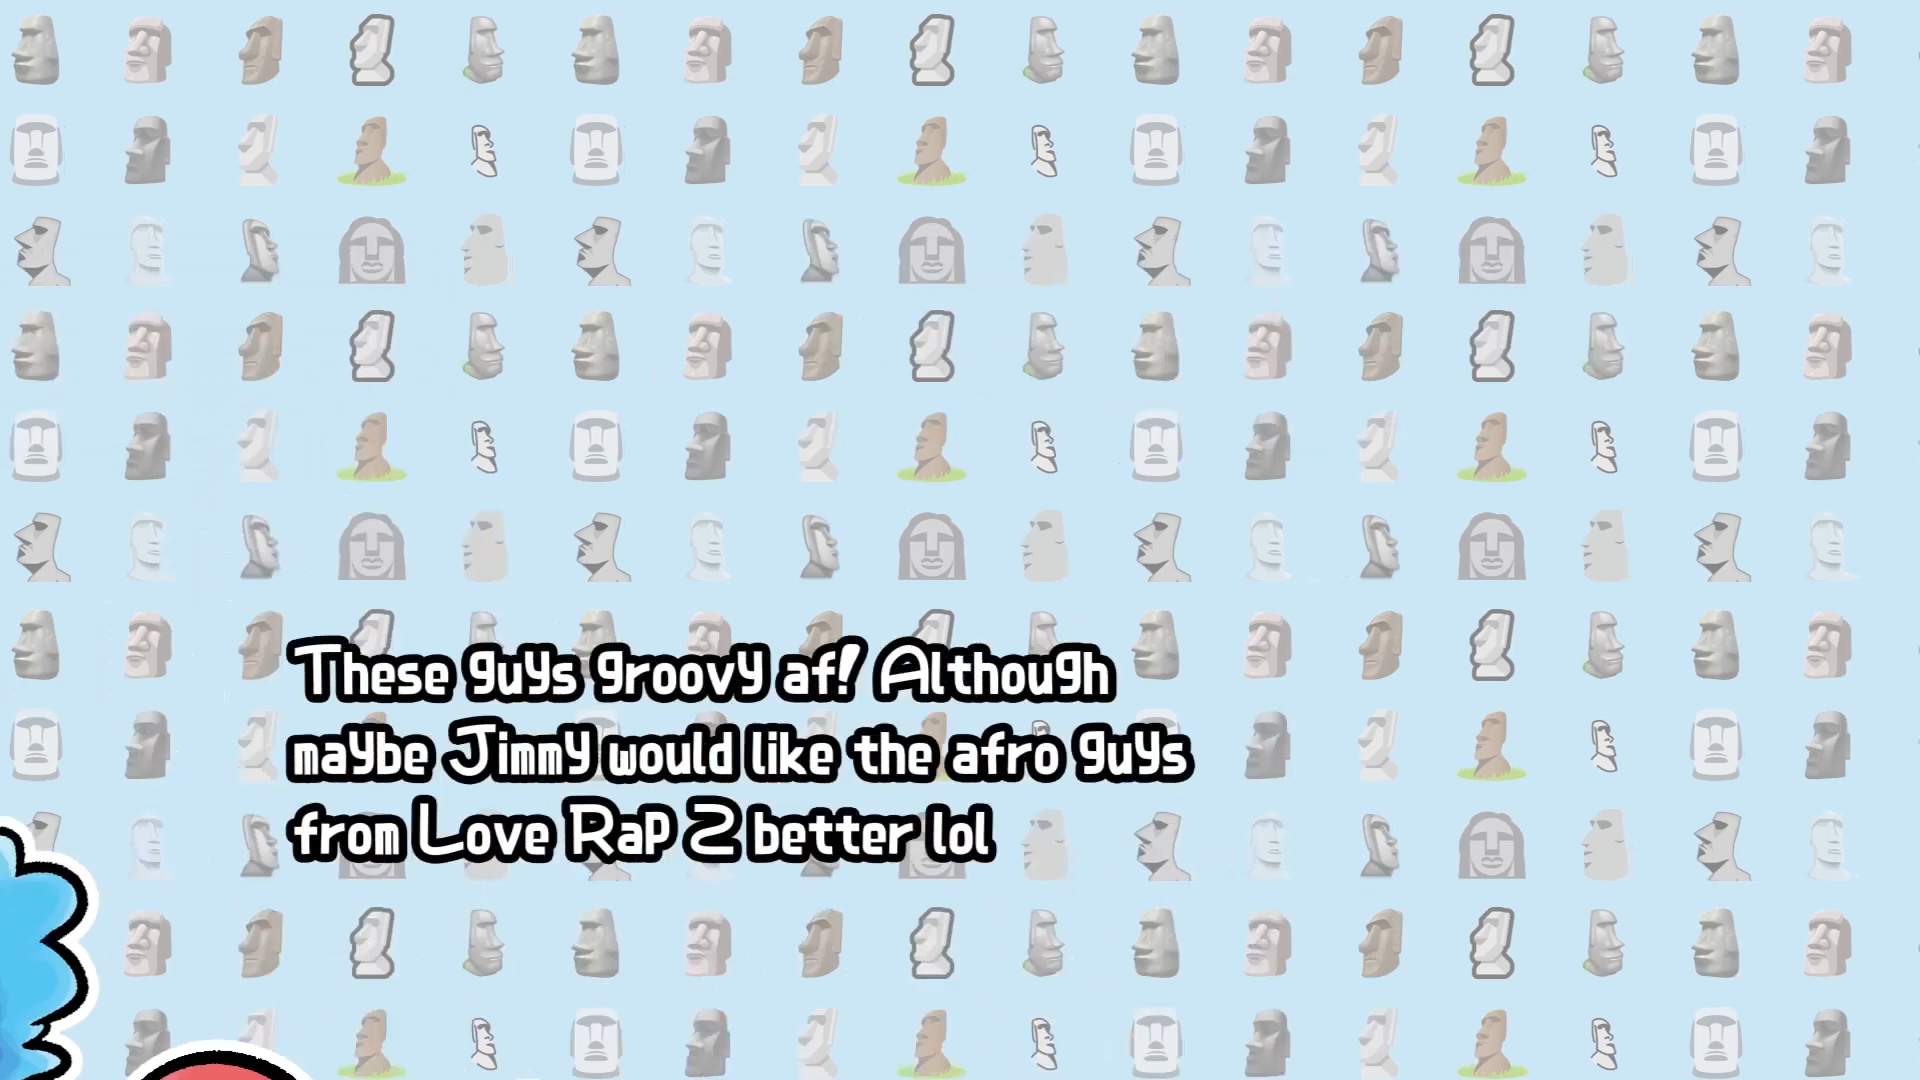 These guys groovy af! Although
maybe Jimmy would like the afro guys
from Love Rap 2 better lol